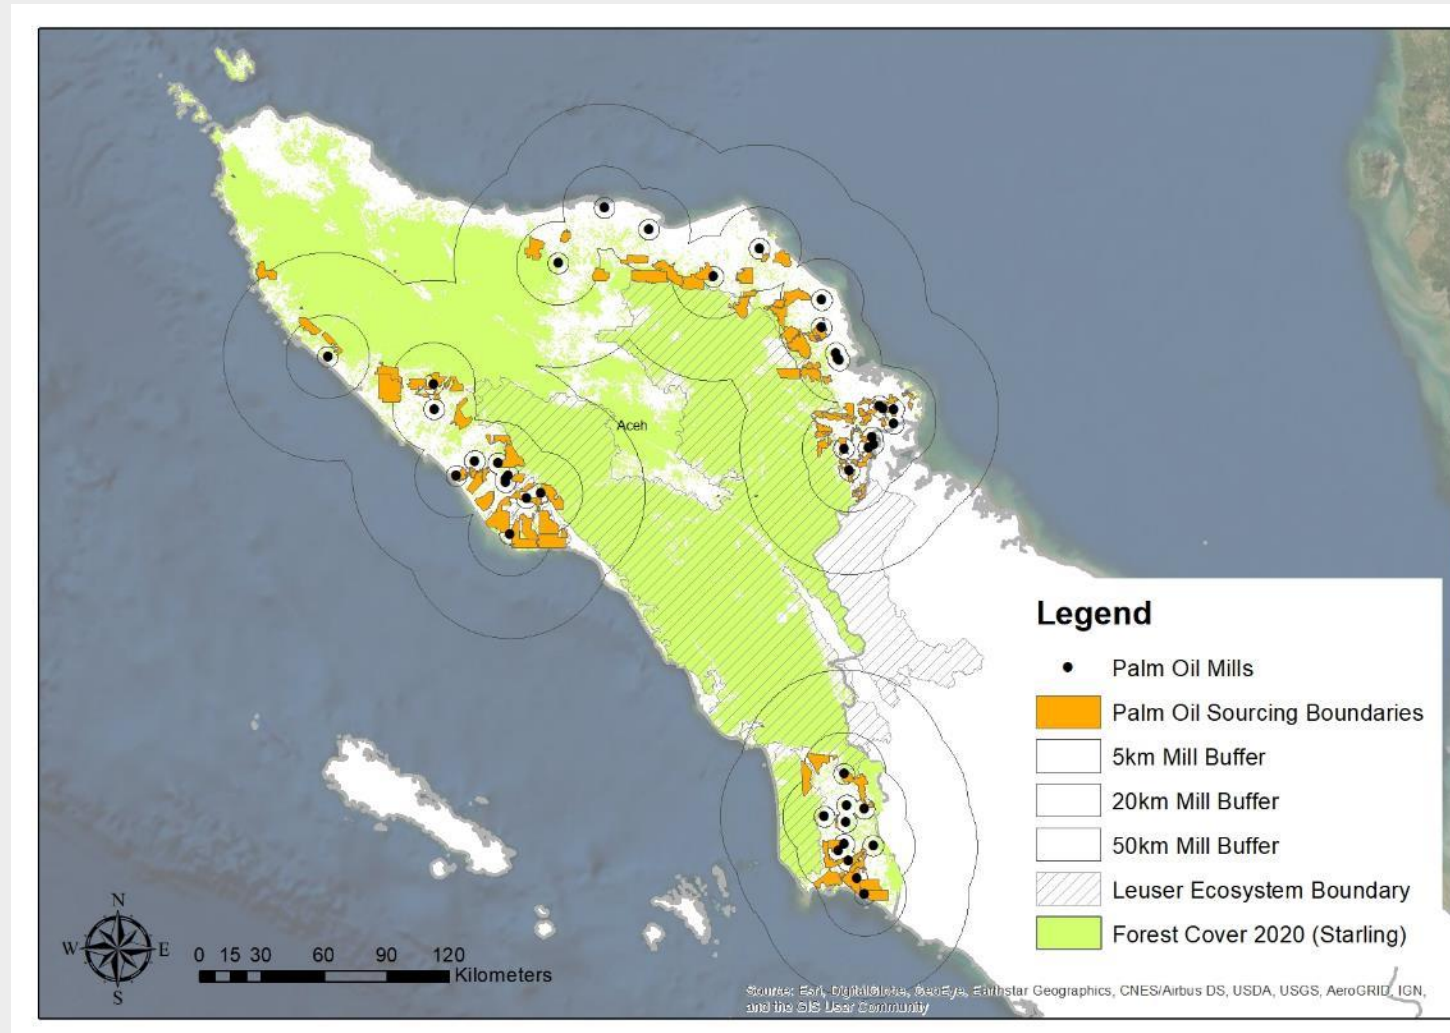 Aceh
Legend
Palm Oil Mills
Palm Oil Sourcing Boundaries
5km Mill Buffer
20km Mill Buffer
50km Mill Buffer
Leuser Ecosystem Boundary
Forest Cover 2020 (Starling)
N
W E
S
0 15 30 60 90 120
Kilometers
Source: Esri, DigitalGlobe, GeoEye, Earthstar Geographics, CNES/Airbus DS, USDA, USGS, AeroGRID, IGN,
and the GIS User Community